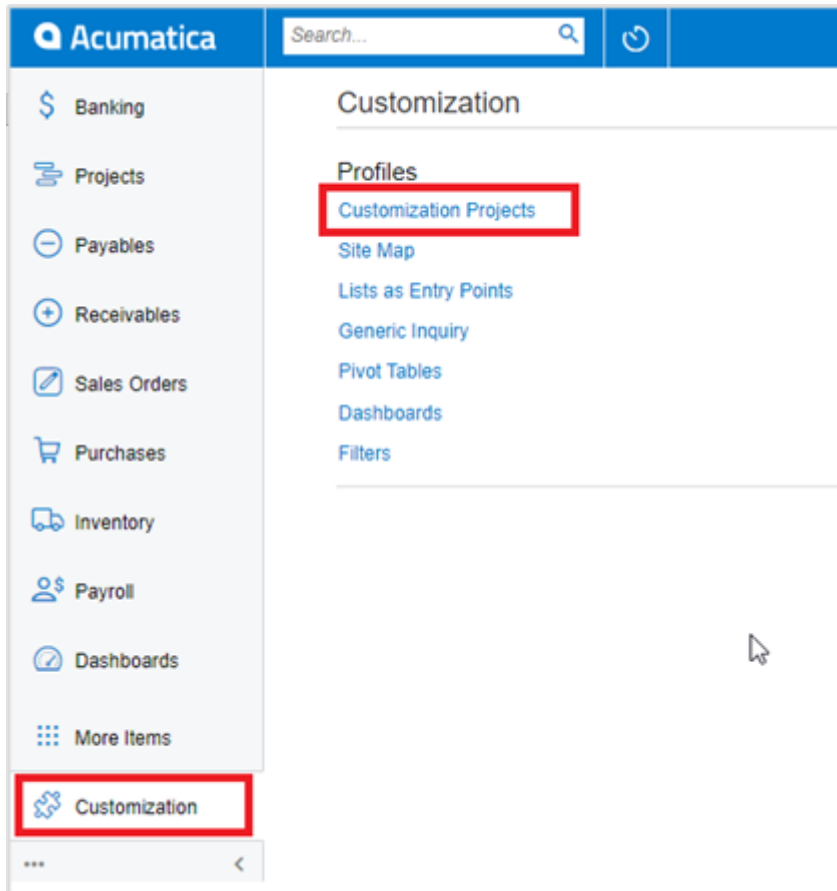 Acumatica
Search...
Banking
Projects
Payables
Receivables
Sales Orders
Purchases
Inventory
Payroll
Dashboards
More Items
Customization
Customization
Profiles
Customization Projects
Site Map
Lists as Entry Points
Generic Inquiry
Pivot Tables
Dashboards
Filters